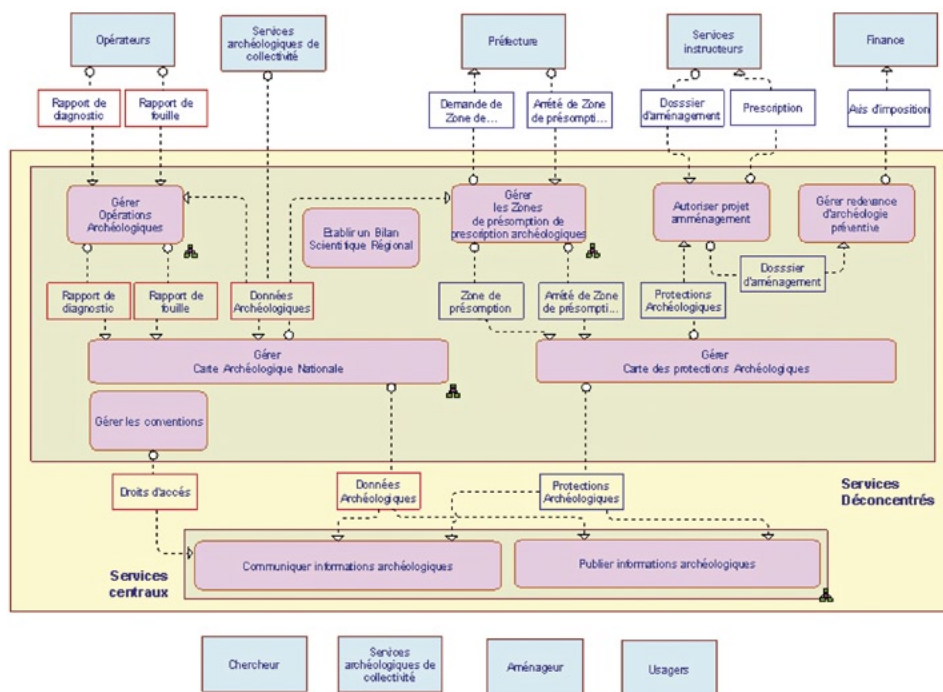 Opérateurs
Services
archéologiques de
collectivité
Préfecture
Services
instructeurs
Finance
Rapport de
diagnostic
Rapport de
fouille
Demande de
Zone de...
Arrété de Zone
de présompti...
Dosssier
d'aménagement
Prescription
Avis d'imposition
Gérer
Opérations
Archéologiques
Etablir un Bilan
Scientifique Régional
Gérer
les Zones
de présomption de
prescription archéologiques
Autoriser projet
amménagement
Gérer redevance
d'archéologie
préventive
Rapport de
diagnostic
Rapport de
fouille
Données
Archéologiques
Zone de
présomption
Arrété de Zone
de présompti...
Protections
Archéologiques
Dosssier
d'aménagement
Gérer
Carte Archéologique Nationale
Gérer
Carte des protections Archéologiques
Gérer les conventions
Droits d'accés
Données
Archéologiques
Protections
Archéologiques
Services
Déconcentrés
Services
centraux
Communiquer informations archéologiques
Publier informations archéologiques
Chercheur
Services
archéologiques de
collectivité
Aménageur
Usagers